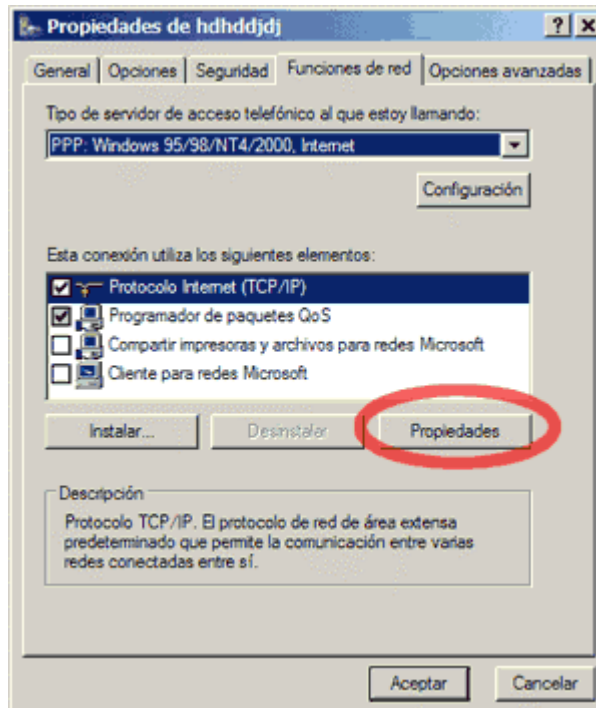 Propiedades de hdhddjdj
General Opciones Seguridad Funciones de red Opciones avanzadas
Tipo de servidor de acceso telefónico al que estoy llamando:
PPP: Windows 95/98/NT4/2000, Internet
Configuración
Esta conexión utiliza los siguientes elementos:
Protocolo Internet (TCP/IP)
Programador de paquetes QoS
Compartir impresoras y archivos para redes Microsoft
Cliente para redes Microsoft
Instalar... Desinstalar Propiedades
Descripción
Protocolo TCP/IP. El protocolo de red de área extensa
predeterminado que permite la comunicación entre varias
redes conectadas entre sí.
Aceptar Cancelar